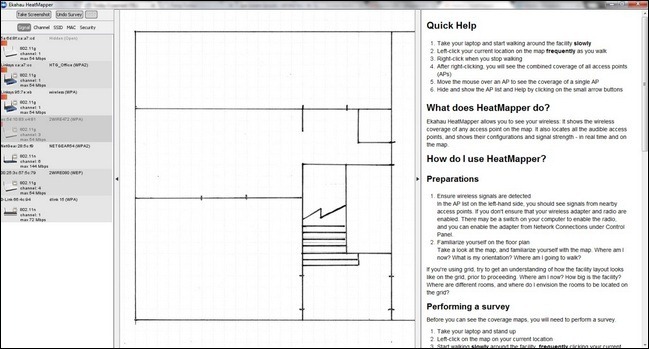 Ekahau HeatMapper
Take Screenshot Undo Survey
Signal Channel SSID MAC Security
Hidden (Open)
802.11g
channel: 1
max 54 Mbps
HTG_Office (WPA2)
802.11g
channel: 1
max 54 Mbps
wireless (WPA)
802.11g
channel: 1
max 54 Mbps
2WIRE472 (WPA)
802.11g
max 54 Mbps
NETGEAR64 (WPA2)
802.11n
channel: 6
max 144 Mbps
2WIRE080 (WEP)
802.11g
channel: 4
max 54 Mbps
dlink 15 (WPA)
802.11n
channel: 1
max 54 Mbps
Quick Help
1. Take your laptop and start walking around the facility slowly
2. Left-click your current location on the map frequently as you walk
3. Right-click when you stop walking
4. After right-clicking, you will see the combined coverage of all access points
(APs)
5. Move the mouse over an AP to see the coverage of a single AP
6. Hide and show the AP list and Help by clicking on the small arrow buttons
What does HeatMapper do?
Ekahau HeatMapper allows you to see your wireless: It shows the wireless
coverage of any access point on the map. It also locates all the audible access
points, and shows their configurations and signal strength - in real time and on
the map.
How do I use HeatMapper?
Preparations
1. Ensure wireless signals are detected
In the AP list on the left-hand side, you should see signals from nearby
access points. If you don't ensure that your wireless adapter and radio are
enabled. There may be a switch on your computer to enable the radio,
and you can enable the adapter from Network Connections under Control
Panel.
2. Familiarize yourself on the floor plan
Take a look at the map, and familiarize yourself with the map. Where am I
now? What is my orientation? Where am I going to walk?
If you're using grid, try to get an understanding of how the facility layout looks
like on the grid, prior to proceeding. Where am I now? How big is the facility?
Where are different rooms, and where do I envision the rooms to be located on
the grid?
Performing a survey
Before you can see the coverage maps, you will need to perform a survey.
1. Take your laptop and stand up
2. Left-click on the map on your current location
3. Start walking slowly around the facility, frequently clicking your current